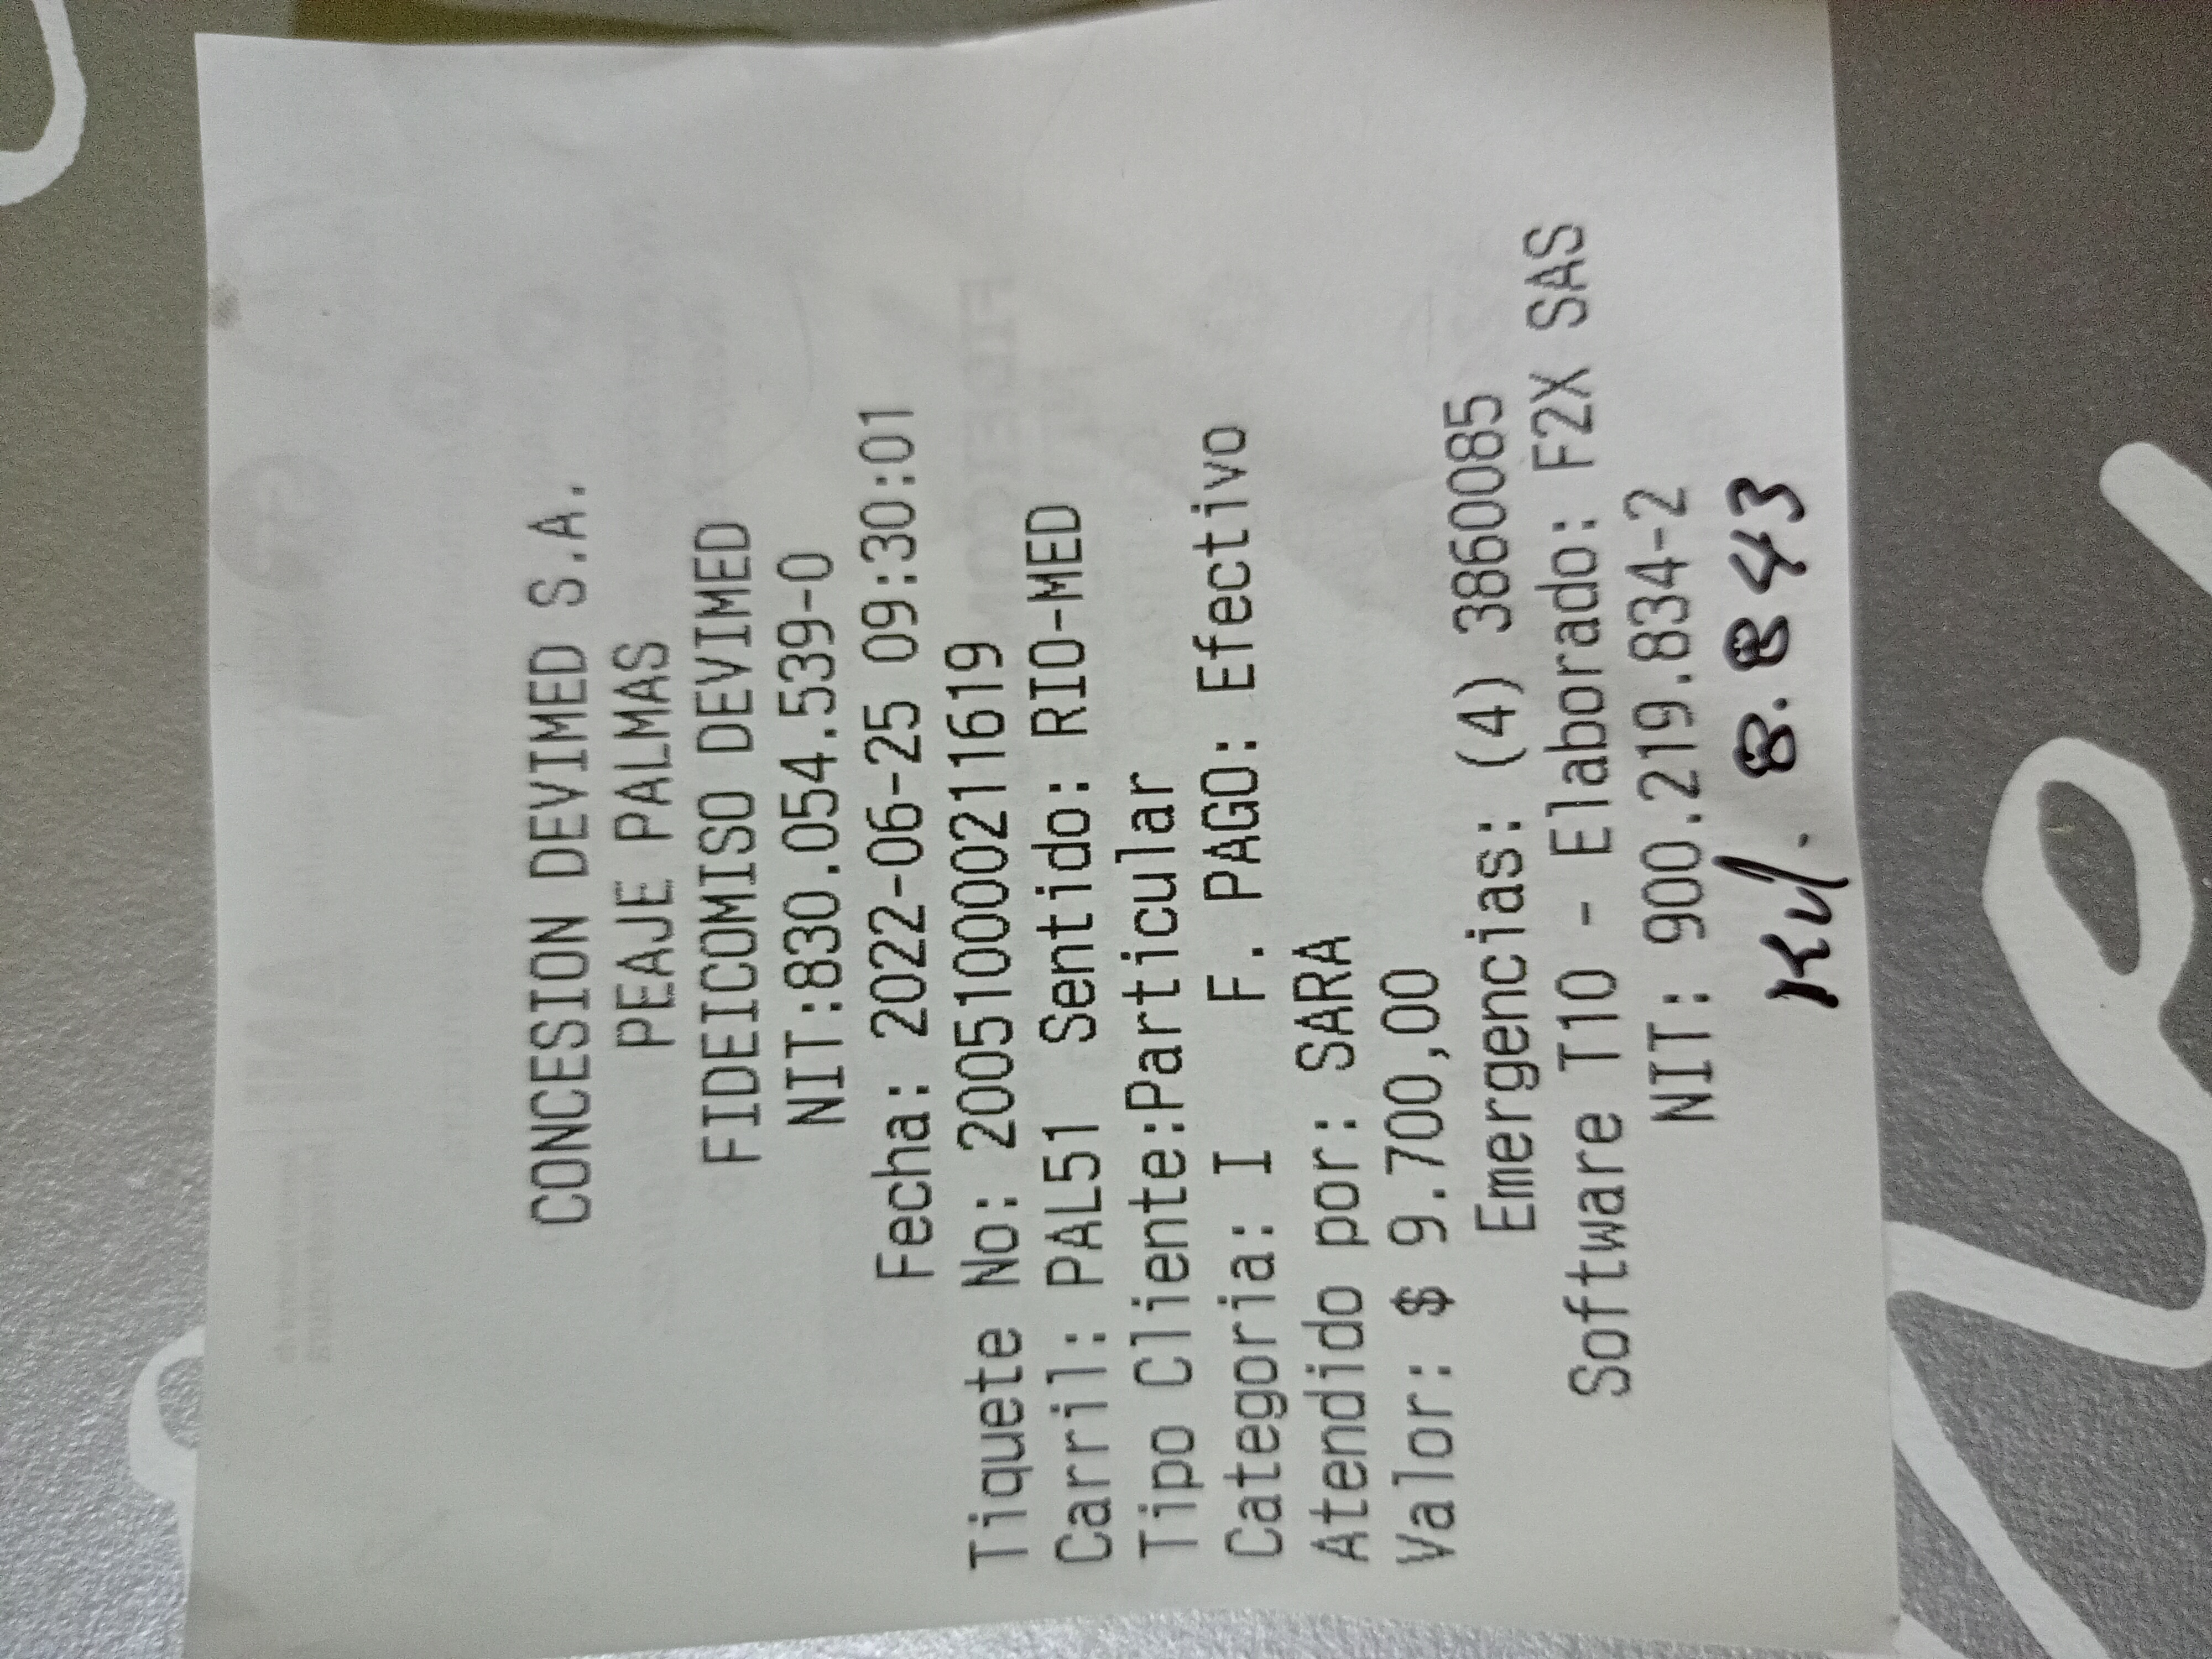 CONCESION DEVIMED S.A.
PEAJE PALMAS
FIDEICOMISO DEVIMED
NIT:830.054.539-0
Fecha: 2022-06-25 09:30:01
Tiquete No: 200510000211619
Carril: PAL51 Sentido: RIO-MED
Tipo Cliente:Particular
Categoria: I F. PAGO: Efectivo
Atendido por: SARA
Valor: $ 9.700,00
Emergencias: (4) 3860085
Software T10 - Elaborado: F2X SAS
NIT: 900.219.834-2
8.843